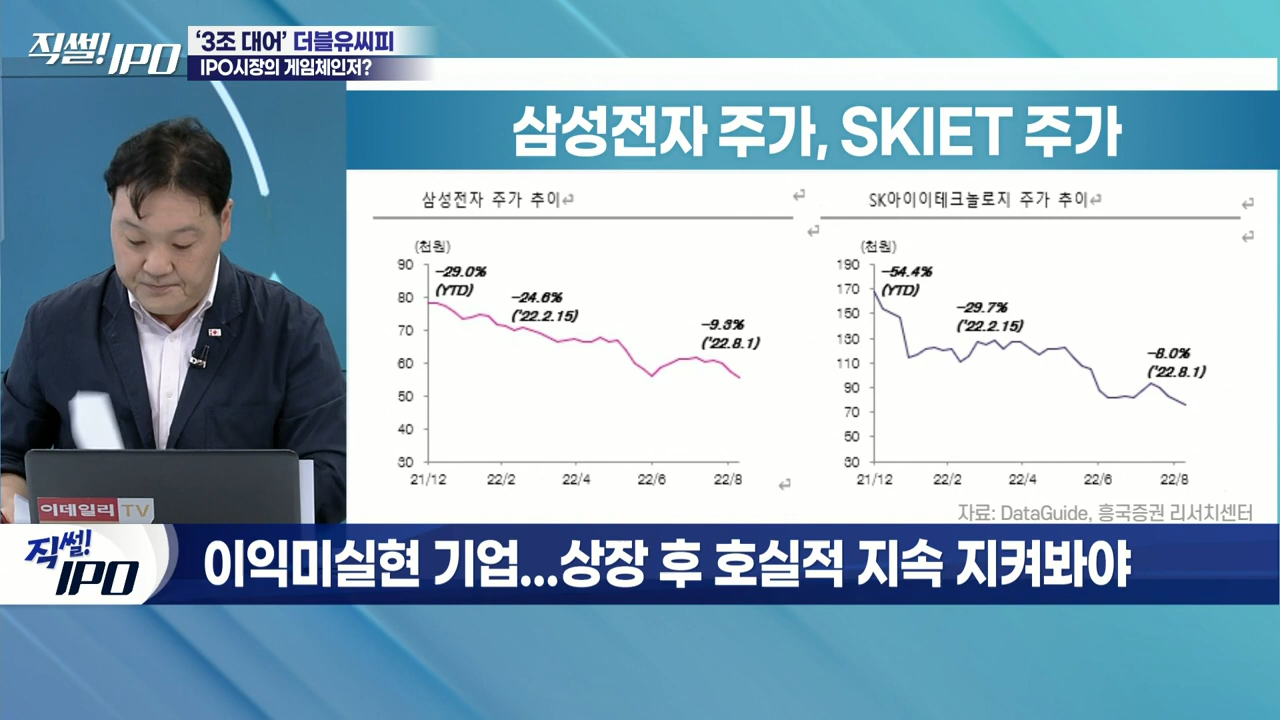 직썰! IPO
‘3조 대어’ 더블유씨피
IPO시장의 게임체인저?
삼성전자 주가, SKIET 주가
삼성전자 주가 추이↵
(천원)
90
80
70
60
50
40
30
-29.0%
(YTD)
-24.6%
('22.2.15)
-9.3%
('22.8.1)
21/12 22/2 22/4 22/6 22/8
SK아이이테크놀로지 주가 추이↵
(천원)
190
170
150
130
110
90
70
50
30
-54.4%
(YTD)
-29.7%
('22.2.15)
-8.0%
('22.8.1)
21/12 22/2 22/4 22/6 22/8
자료: DataGuide, 흥국증권 리서치센터
이데일리 TV
직썰!
IPO
이익미실현 기업...상장 후 호실적 지속 지켜봐야